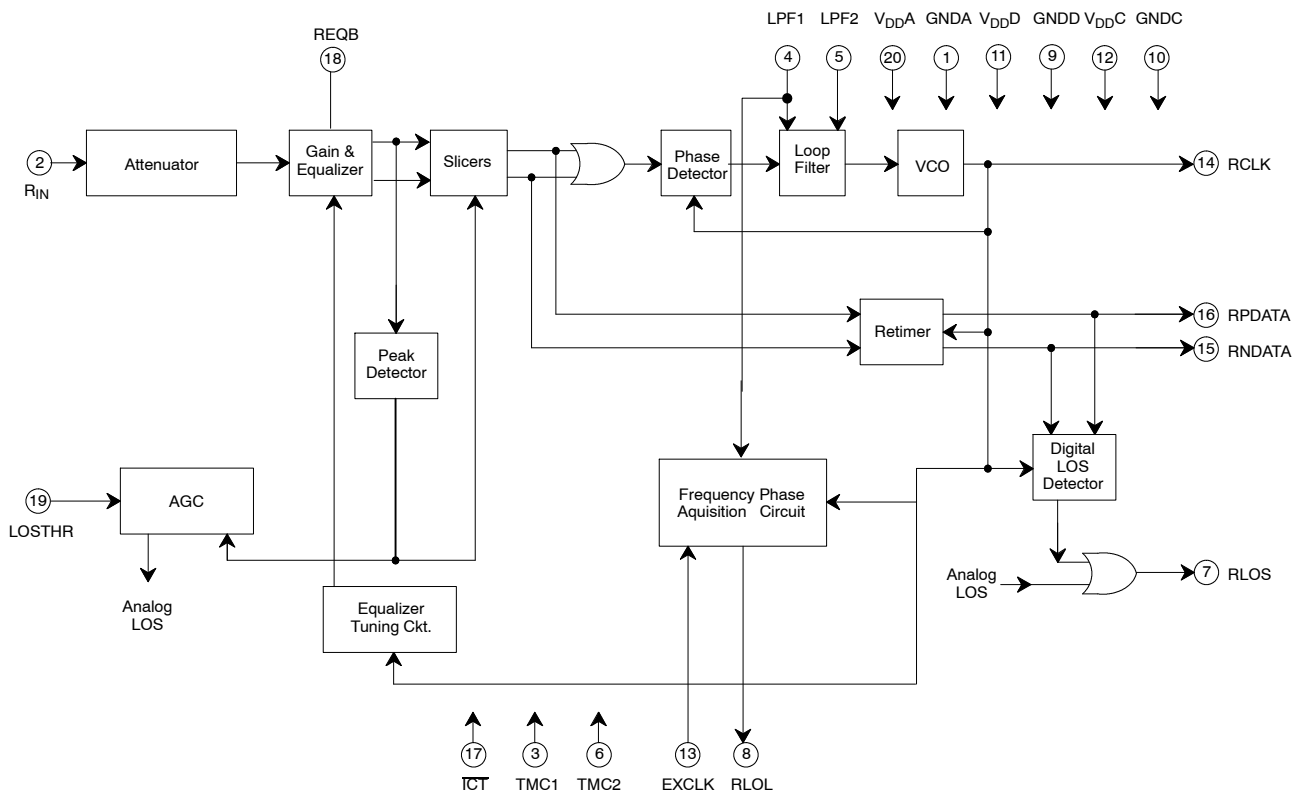 LPF1 LPF2 VDDA GNDA VDDD GNDD VDDC GNDC
REQB
18 4 5 20 1 11 9 12 10
2
RIN
Attenuator
Gain &
Equalizer
Slicers
Phase
Detector
Loop
Filter
VCO
14 RCLK
Retimer
16 RPDATA
15 RNDATA
Peak
Detector
19
LOSTHR
AGC
Analog
LOS
Frequency Phase
Aquisition Circuit
Digital
LOS
Detector
Analog
LOS
7 RLOS
Equalizer
Tuning Ckt.
17 3 6 13 8
ICT TMC1 TMC2 EXCLK RLOL